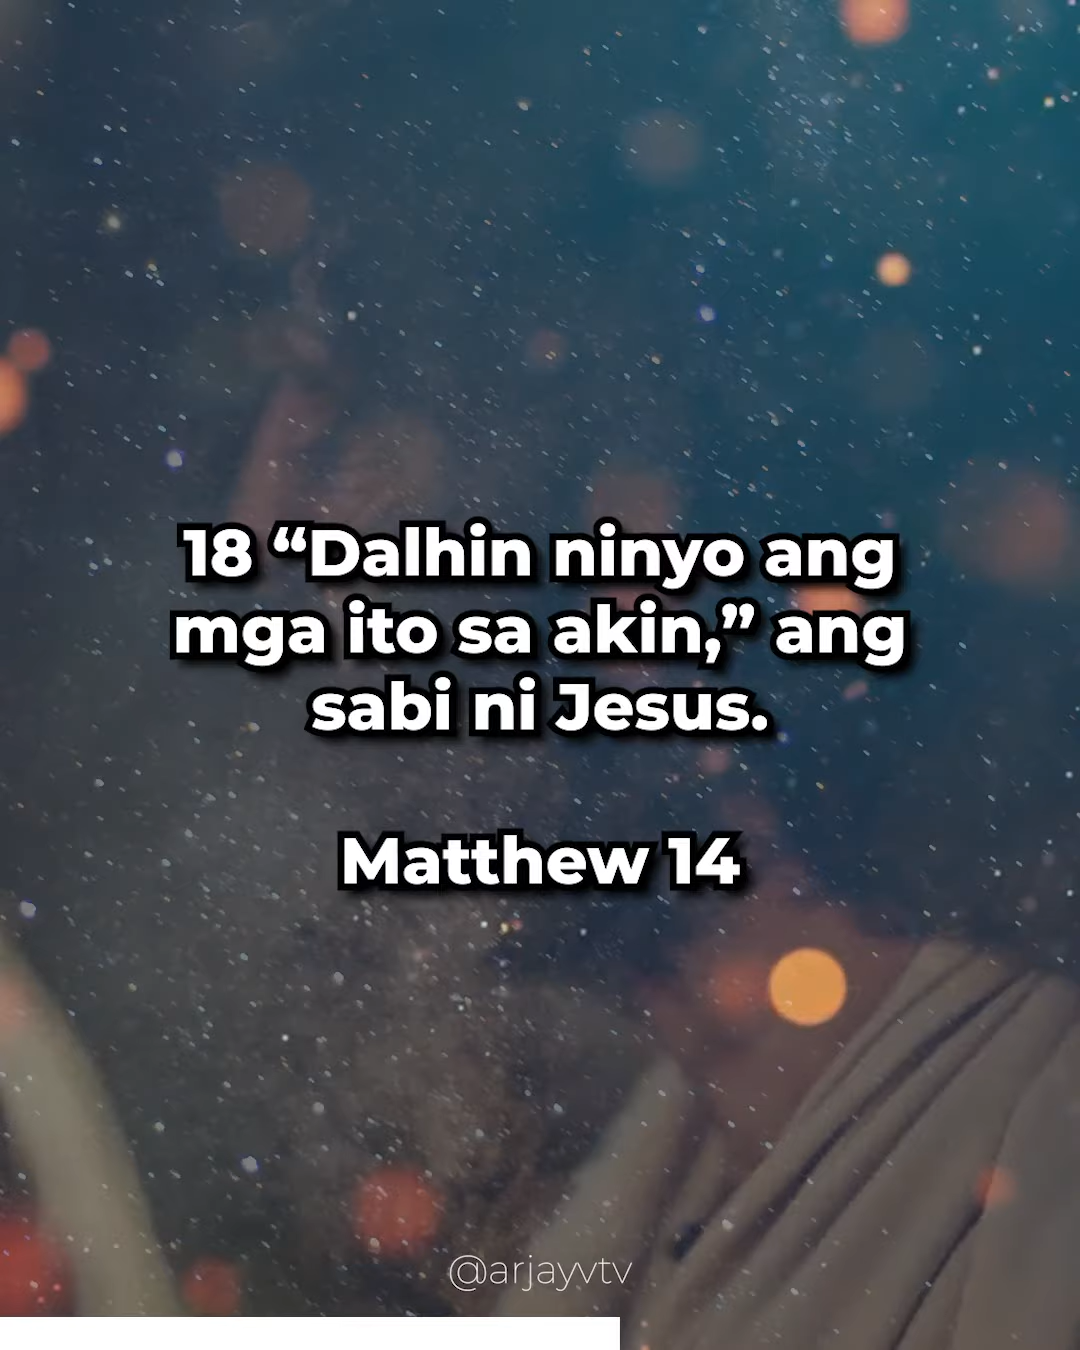 18 “Dalhin ninyo ang
mga ito sa akin,” ang
sabi ni Jesus.
Matthew 14
@arjayvtv